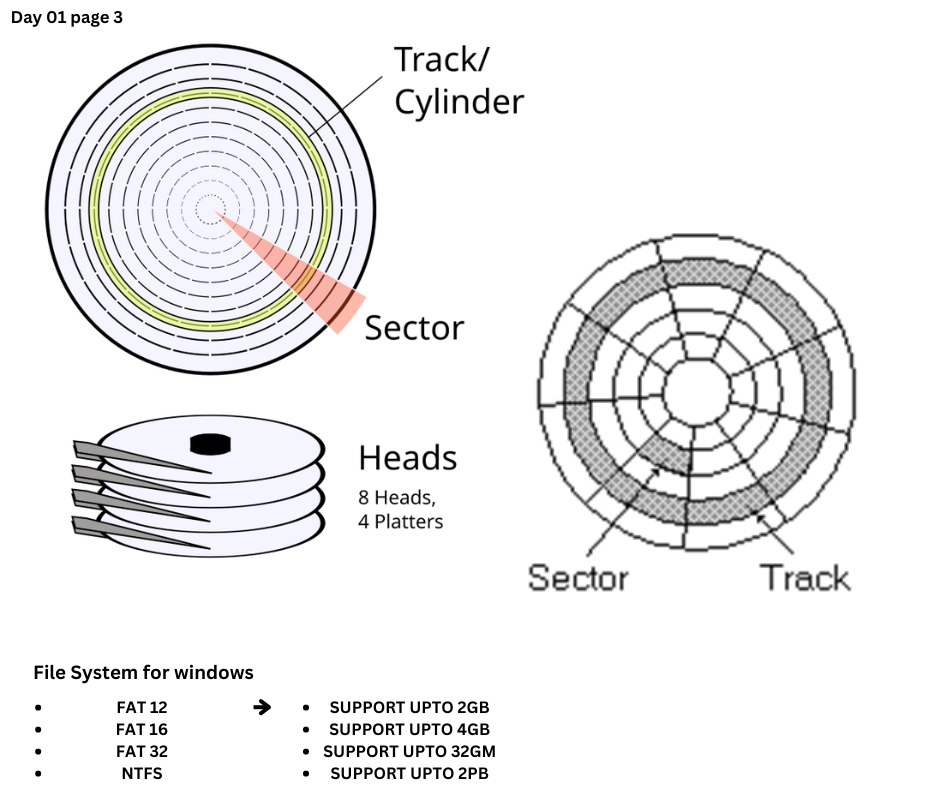 Day 01 page 3
Track/
Cylinder
Sector
Heads
8 Heads,
4 Platters
Sector
Track
File System for windows
• FAT 12 → • SUPPORT UPTO 2GB
• FAT 16 • SUPPORT UPTO 4GB
• FAT 32 • SUPPORT UPTO 32GM
• NTFS • SUPPORT UPTO 2PB